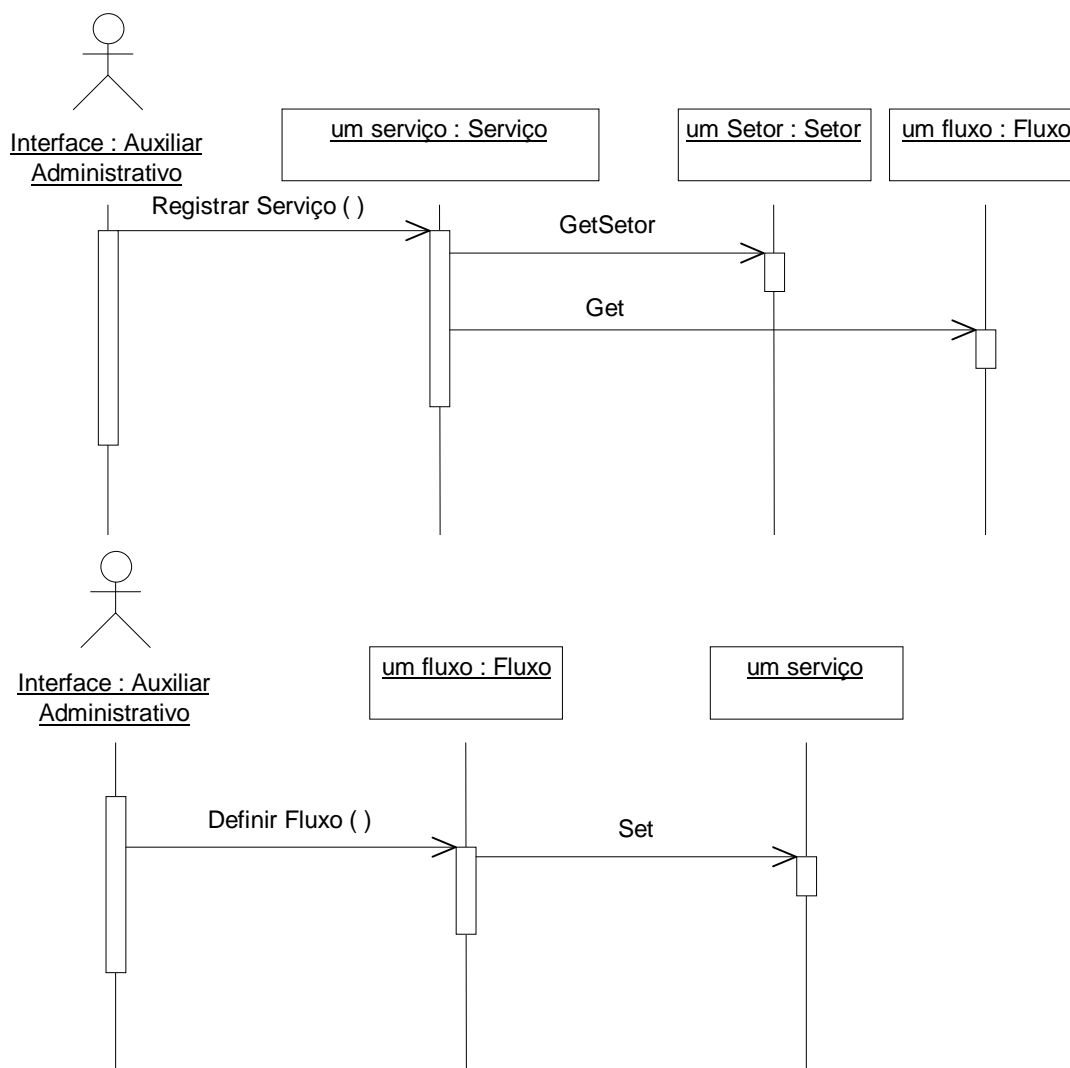 Interface : Auxiliar
Administrativo
um serviço : Serviço
um Setor : Setor
um fluxo : Fluxo
Registrar Serviço ( )
GetSetor
Get
Interface : Auxiliar
Administrativo
um fluxo : Fluxo
um serviço
Definir Fluxo ( )
Set